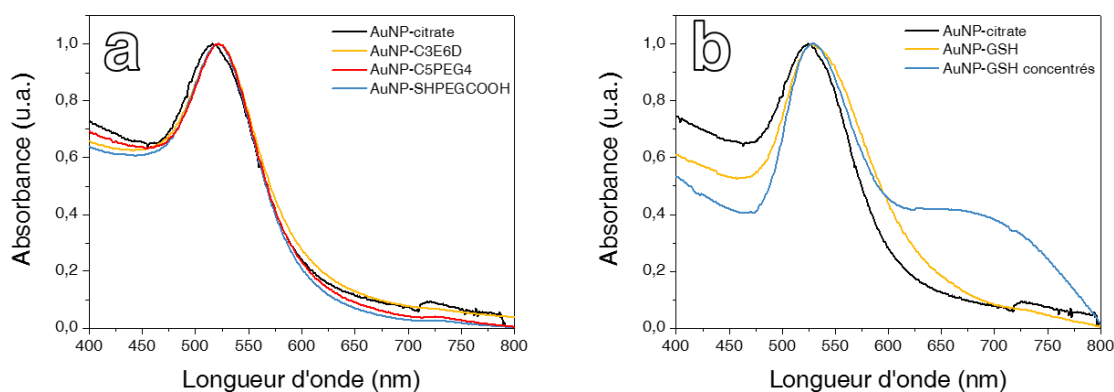 a
AuNP-citrate
AuNP-C3E6D
AuNP-C5PEG4
AuNP-SHPEGCOOH
Absorbance (u.a.)
1,0
0,8
0,6
0,4
0,2
0,0
400 450 500 550 600 650 700 750 800
Longueur d'onde (nm)
b
AuNP-citrate
AuNP-GSH
AuNP-GSH concentrés
Absorbance (u.a.)
1,0
0,8
0,6
0,4
0,2
0,0
400 450 500 550 600 650 700 750 800
Longueur d'onde (nm)